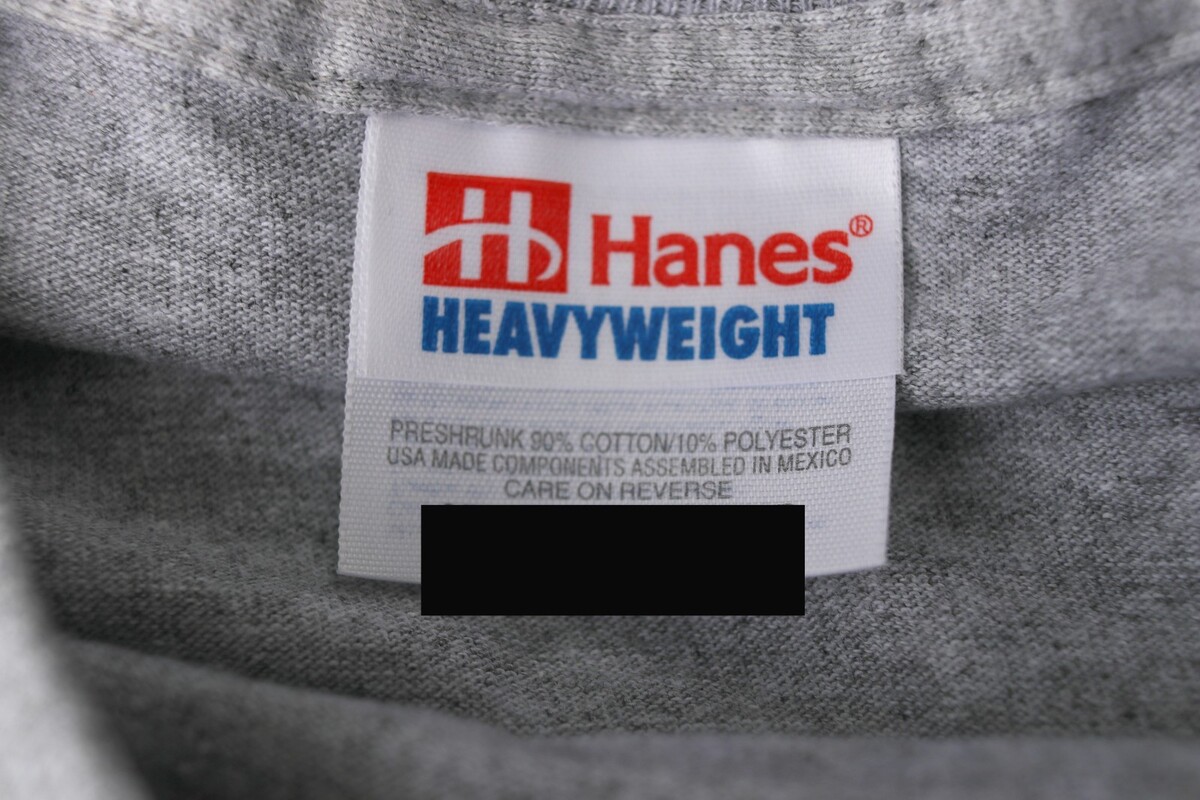 Hanes®
HEAVYWEIGHT
PRESHRUNK 90% COTTON/10% POLYESTER
USA MADE COMPONENTS ASSEMBLED IN MEXICO
CARE ON REVERSE